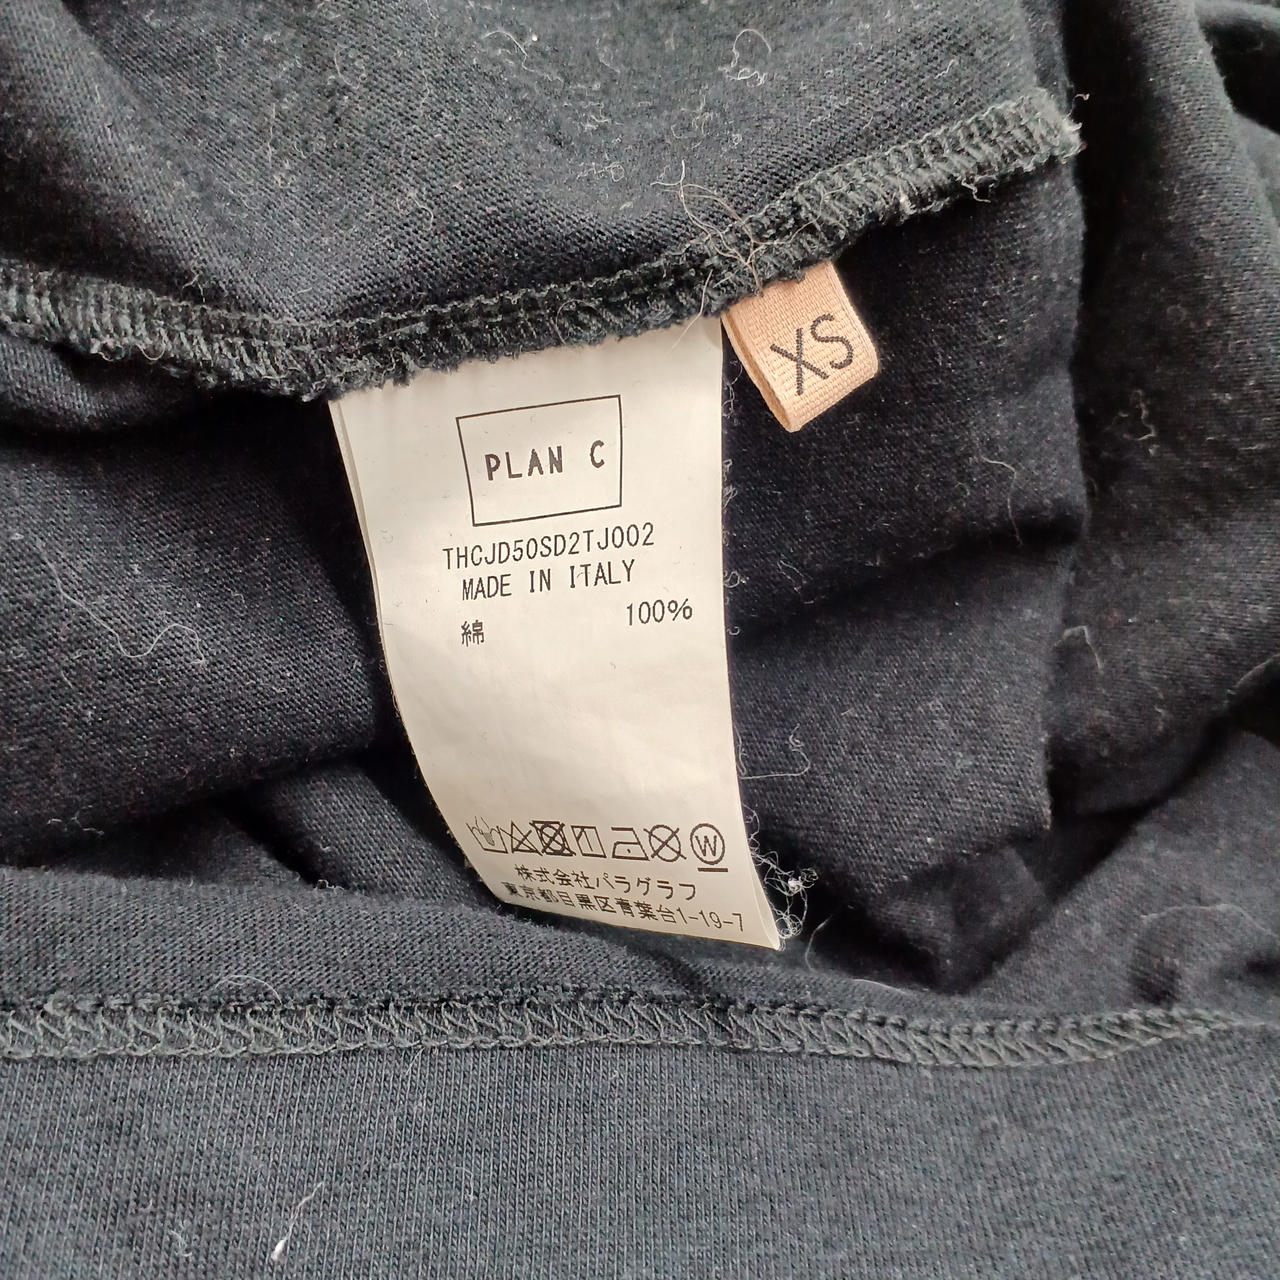 XS
PLAN C
THCJD50SD2TJ002
MADE IN ITALY
綿 100%
W
株式会社パラグラフ
東京都目黒区青葉台1-19-7